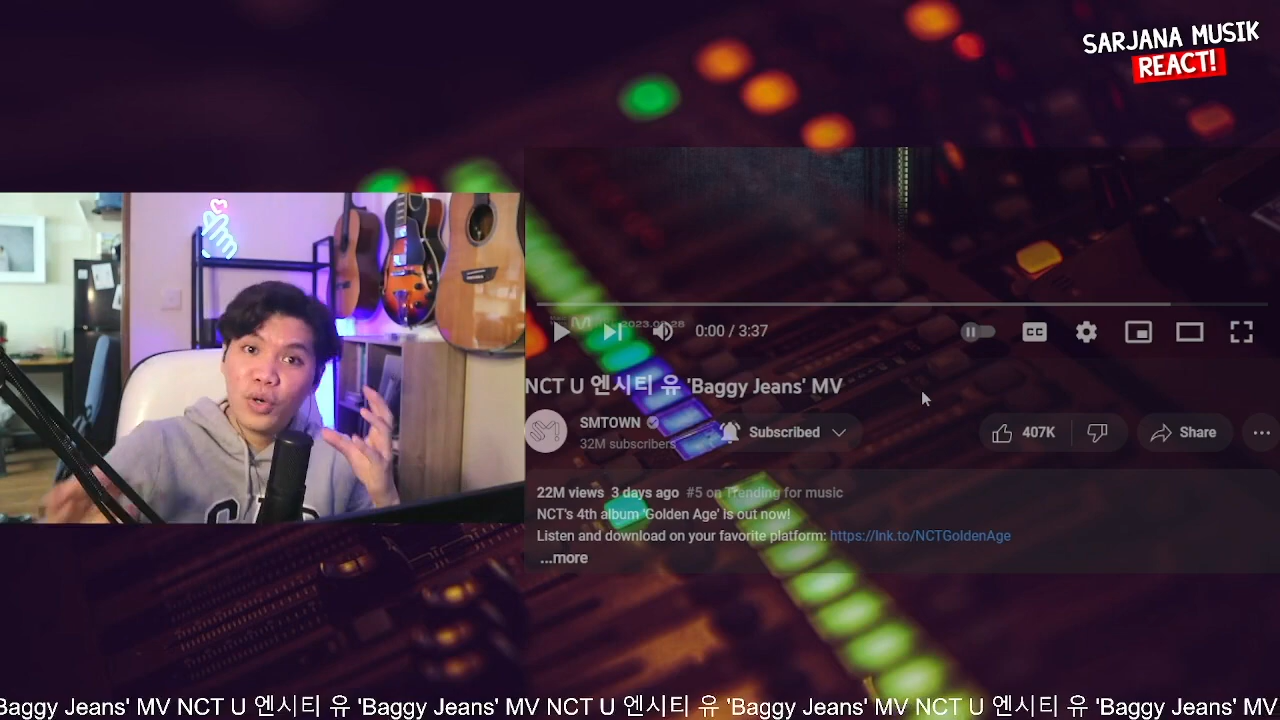 SARJANA MUSIK
REACT!
2023.08.28
0:00 / 3:37
CC
NCT U 엔시티 유 'Baggy Jeans' MV
SMTOWN
32M subscribers
Subscribed
407K
Share
22M views 3 days ago #5 on Trending for music
NCT's 4th album 'Golden Age' is out now!
Listen and download on your favorite platform: https://lnk.to/NCTGoldenAge
...more
Baggy Jeans' MV NCT U 엔시티 유 'Baggy Jeans' MV NCT U 엔시티 유 'Baggy Jeans' MV NCT U 엔시티 유 'Baggy Jeans' MV